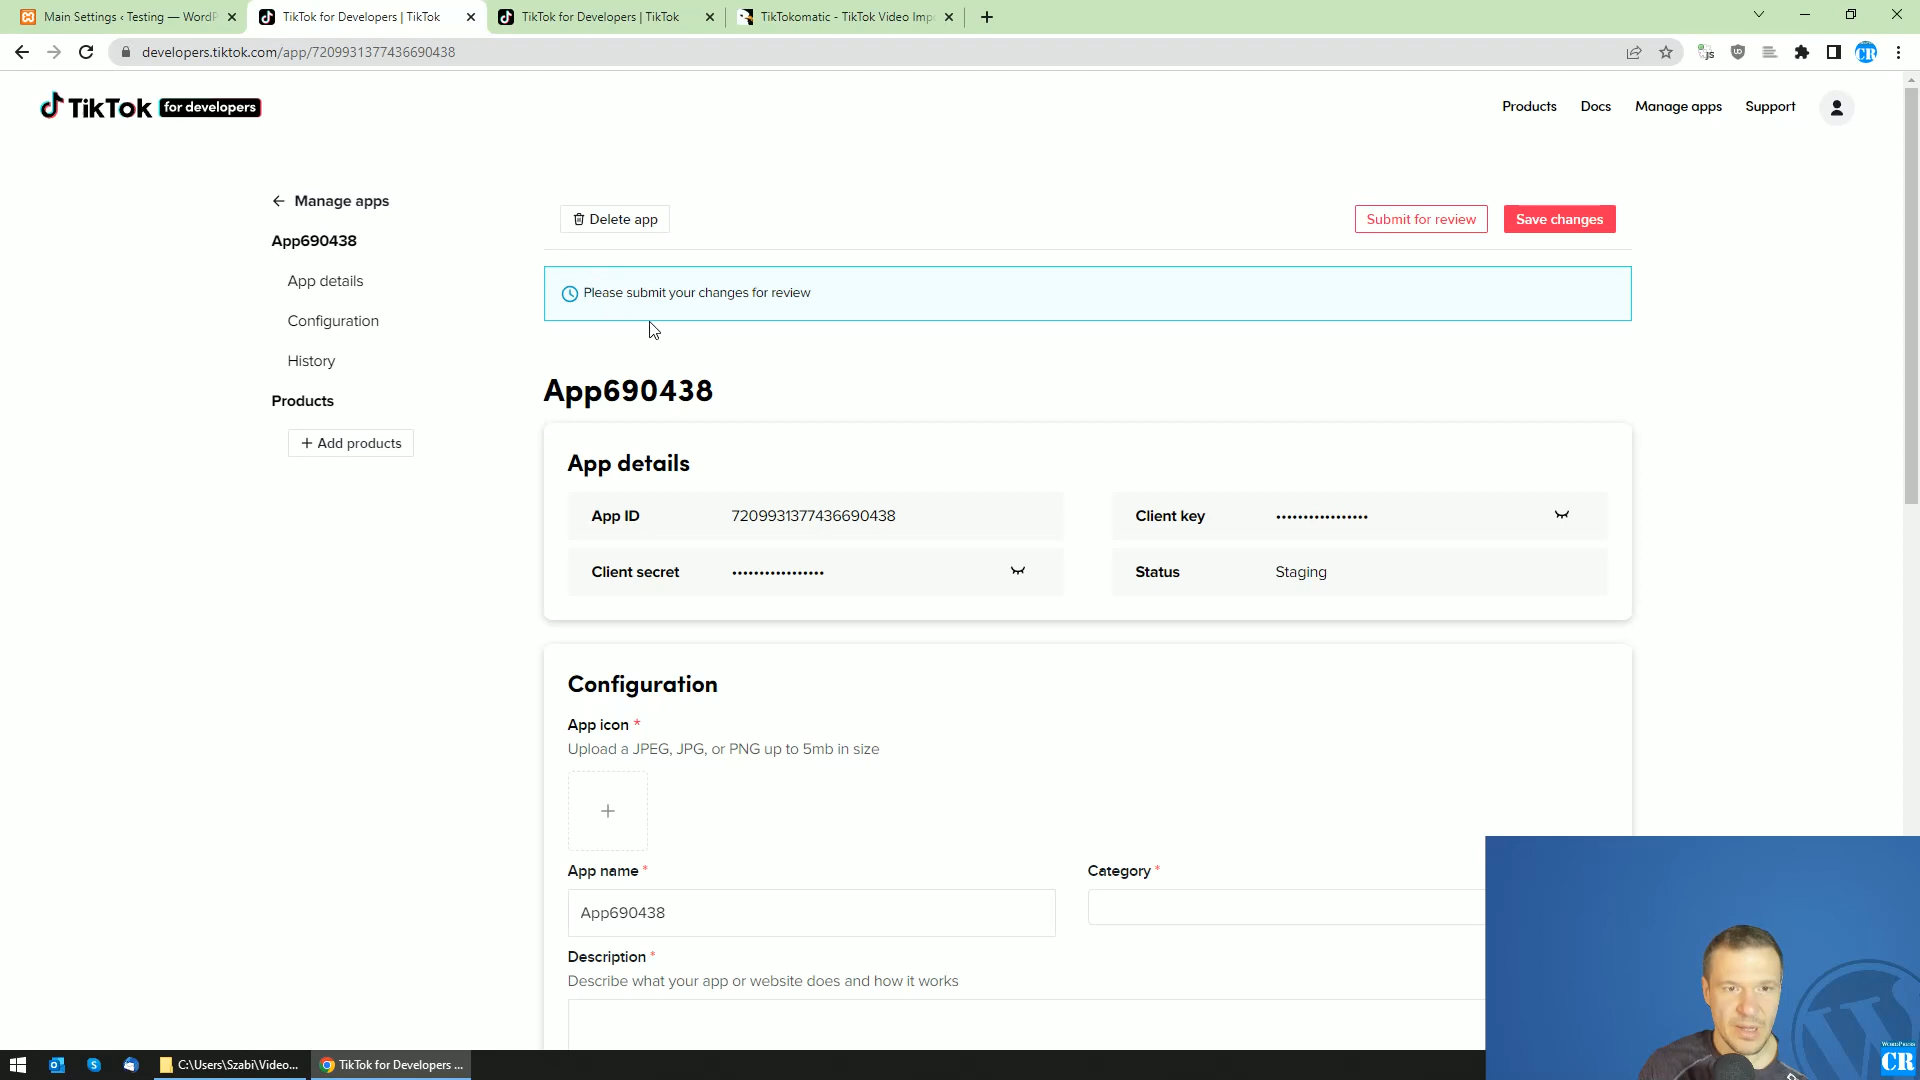 Main Settings ‹ Testing — WordP
TikTok for Developers | TikTok
TikTok for Developers | TikTok
TikTokomatic - TikTok Video Imp
developers.tiktok.com/app/7209931377436690438
CR
TikTok for developers
Products
Docs
Manage apps
Support
Manage apps
Delete app
Submit for review
Save changes
App690438
App details
Please submit your changes for review
Configuration
History
App690438
Products
+ Add products
App details
App ID
7209931377436690438
Client key
•••••••••••••••••
Client secret
•••••••••••••••••
Status
Staging
Configuration
App icon *
Upload a JPEG, JPG, or PNG up to 5mb in size
App name *
Category *
App690438
Description *
Describe what your app or website does and how it works
C:\Users\Szabi\Video...
TikTok for Developers ...
WORDPRESS
CR